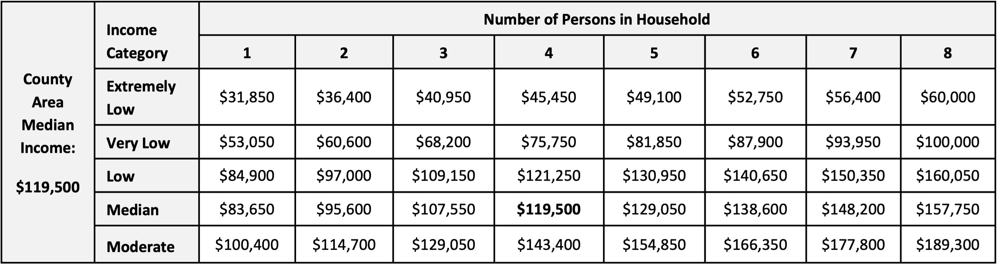 County
Area
Median
Income:
$119,500
Income
Category
Number of Persons in Household
1 2 3 4 5 6 7 8
Extremely
Low
$31,850 $36,400 $40,950 $45,450 $49,100 $52,750 $56,400 $60,000
Very Low $53,050 $60,600 $68,200 $75,750 $81,850 $87,900 $93,950 $100,000
Low $84,900 $97,000 $109,150 $121,250 $130,950 $140,650 $150,350 $160,050
Median $83,650 $95,600 $107,550 $119,500 $129,050 $138,600 $148,200 $157,750
Moderate $100,400 $114,700 $129,050 $143,400 $154,850 $166,350 $177,800 $189,300